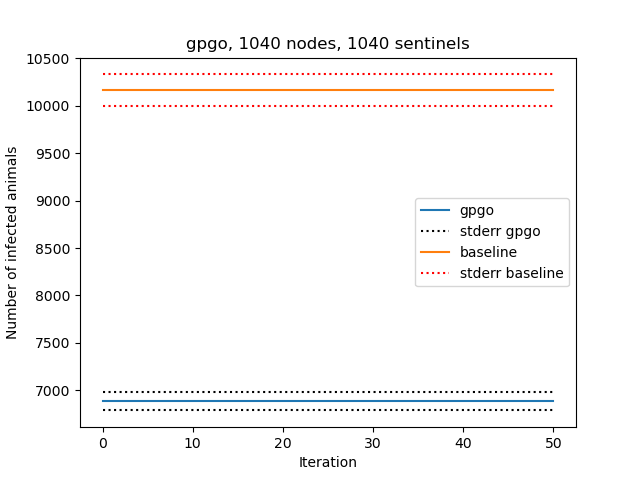 gpgo, 1040 nodes, 1040 sentinels
10500
10000
9500
9000
8500
8000
7500
7000
Number of infected animals
gpgo
stderr gpgo
baseline
stderr baseline
0 10 20 30 40 50
Iteration